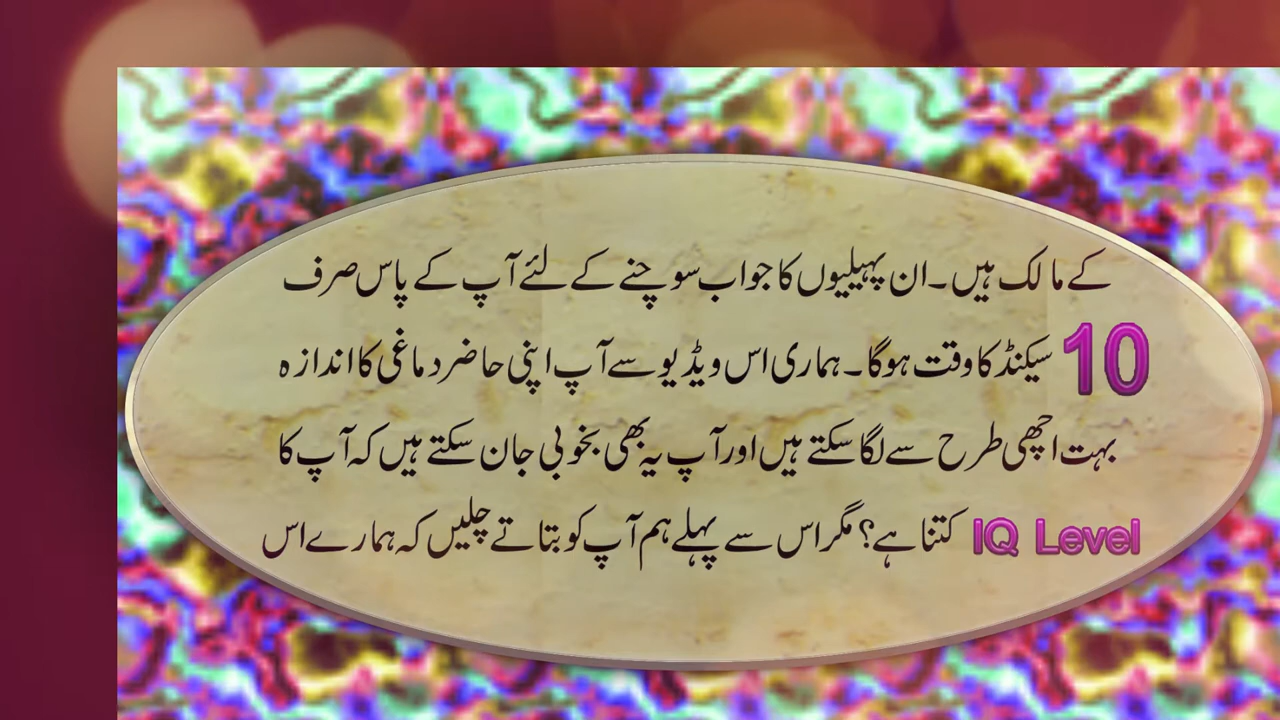 کے مالک ہیں۔ ان پہیلیوں کا جواب سوچنے کے لئے آپ کے پاس صرف
10 سیکنڈ کا وقت ہوگا۔ ہماری اس ویڈیو سے آپ اپنی حاضر دماغی کا اندازہ
بہت اچھی طرح سے لگا سکتے ہیں اور آپ یہ بھی بخوبی جان سکتے ہیں کہ آپ کا
IQ Level کتنا ہے؟ مگر اس سے پہلے ہم آپ کو بتاتے چلیں کہ ہمارے اس